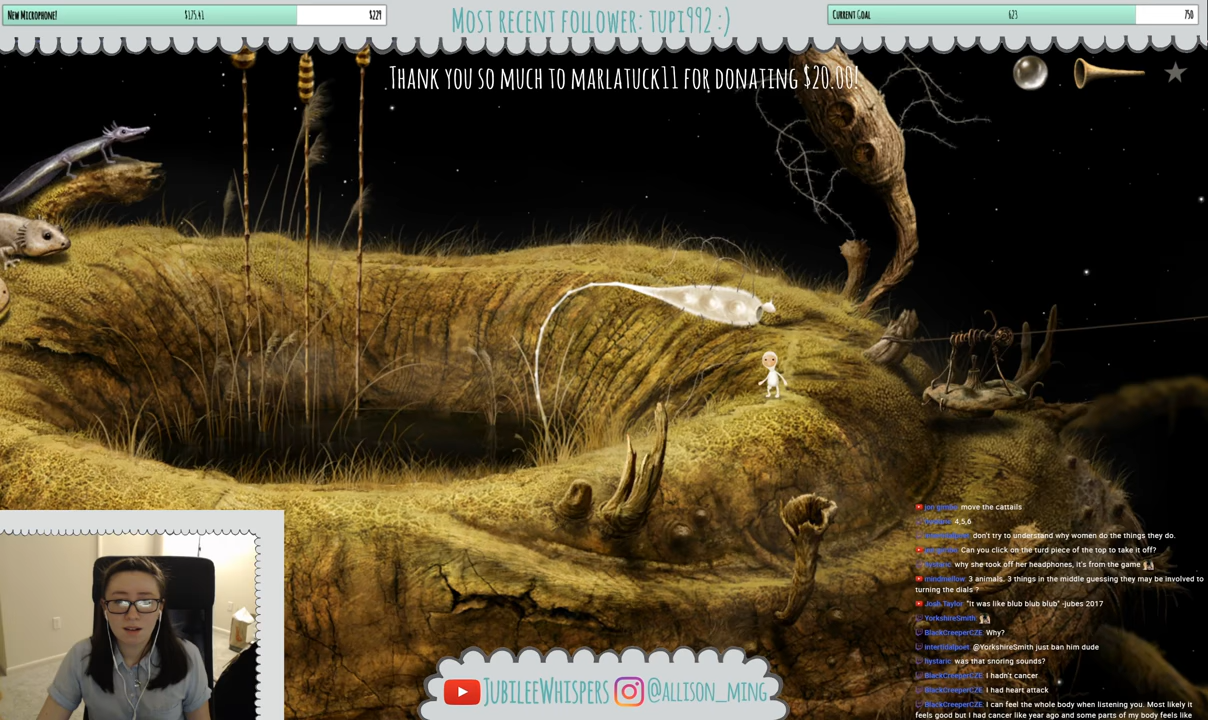 New Microphone!
$175.41
$229
Most recent follower: tupi992 :)
Current Goal
623
750
Thank you so much to marlatuck11 for donating $20.00!
move the cattails
4,5,6
don't try to understand why women do the things they do.
Can you click on the turd piece of the top to take it off?
why she took off her headphones, it's from the game
mindmellow: 3 animals. 3 things in the middle guessing they may be involved to
turning the dials ?
Josh Taylor: "It was like blub blub blub" -jubes 2017
YorkshireSmith:
BlackCreeperCZE: Why?
intertidalpoet: @YorkshireSmith just ban him dude
hystaric: was that snoring sounds?
BlackCreeperCZE: I hadn't cancer
BlackCreeperCZE: I had heart attack
BlackCreeperCZE: I can feel the whole body when listening you. Most likely it
feels good but I had cancer like year ago and some parts of my body feels like
JubileeWhispers
@allison_ming